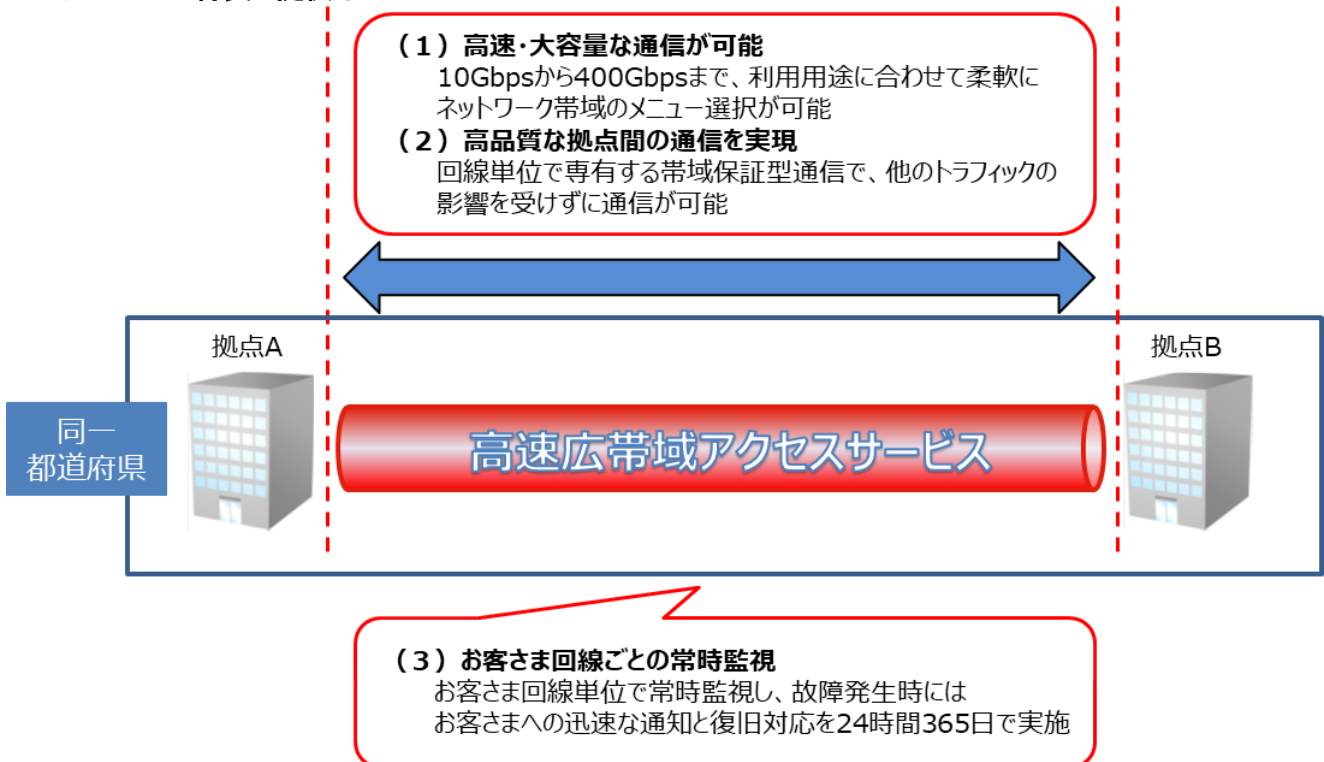 （1）高速・大容量な通信が可能
10Gbpsから400Gbpsまで、利用用途に合わせて柔軟に
ネットワーク帯域のメニュー選択が可能
（2）高品質な拠点間の通信を実現
回線単位で専有する帯域保証型通信で、他のトラフィックの
影響を受けずに通信が可能
拠点A
拠点B
同一
都道府県
高速広帯域アクセスサービス
（3）お客さま回線ごとの常時監視
お客さま回線単位で常時監視し、故障発生時には
お客さまへの迅速な通知と復旧対応を24時間365日で実施